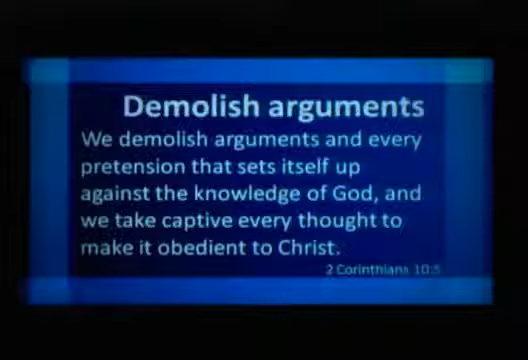 Demolish arguments
We demolish arguments and every
pretension that sets itself up
against the knowledge of God, and
we take captive every thought to
make it obedient to Christ.
2 Corinthians 10:5